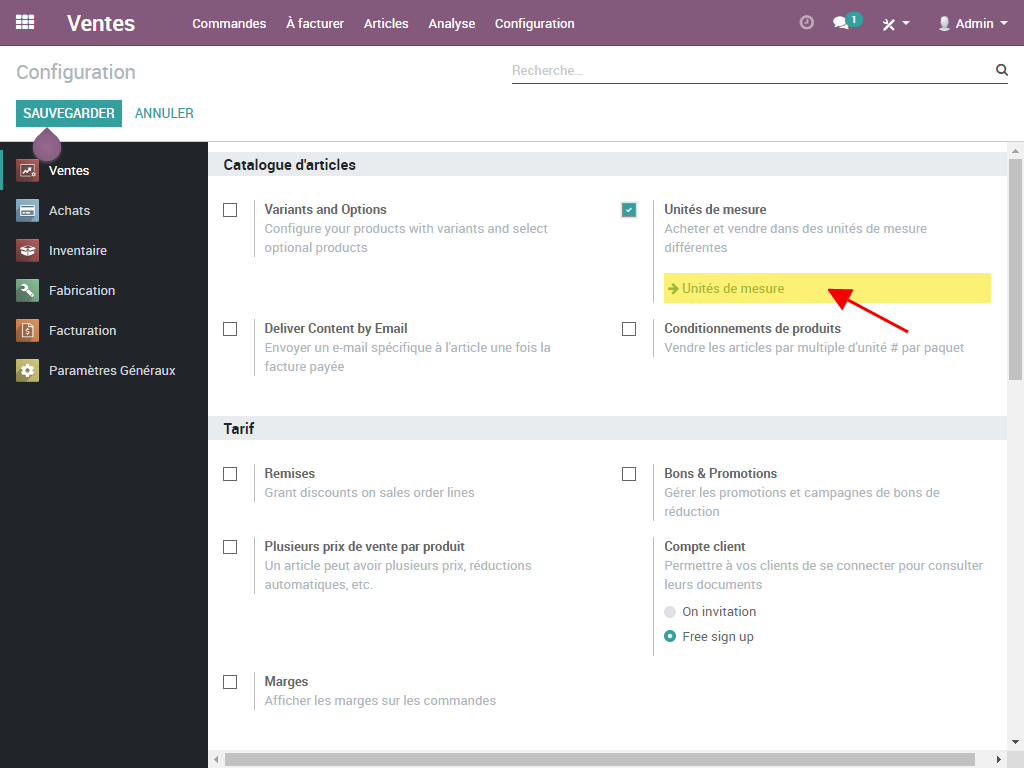 Ventes
Commandes À facturer Articles Analyse Configuration
1
Admin
Configuration
Recherche...
SAUVEGARDER ANNULER
Ventes
Achats
Inventaire
Fabrication
Facturation
Paramètres Généraux
Catalogue d'articles
Variants and Options
Configure your products with variants and select
optional products
Unités de mesure
Acheter et vendre dans des unités de mesure
différentes
Unités de mesure
Deliver Content by Email
Envoyer un e-mail spécifique à l'article une fois la
facture payée
Conditionnements de produits
Vendre les articles par multiple d'unité # par paquet
Tarif
Remises
Grant discounts on sales order lines
Bons & Promotions
Gérer les promotions et campagnes de bons de
réduction
Plusieurs prix de vente par produit
Un article peut avoir plusieurs prix, réductions
automatiques, etc.
Compte client
Permettre à vos clients de se connecter pour consulter
leurs documents
On invitation
Free sign up
Marges
Afficher les marges sur les commandes